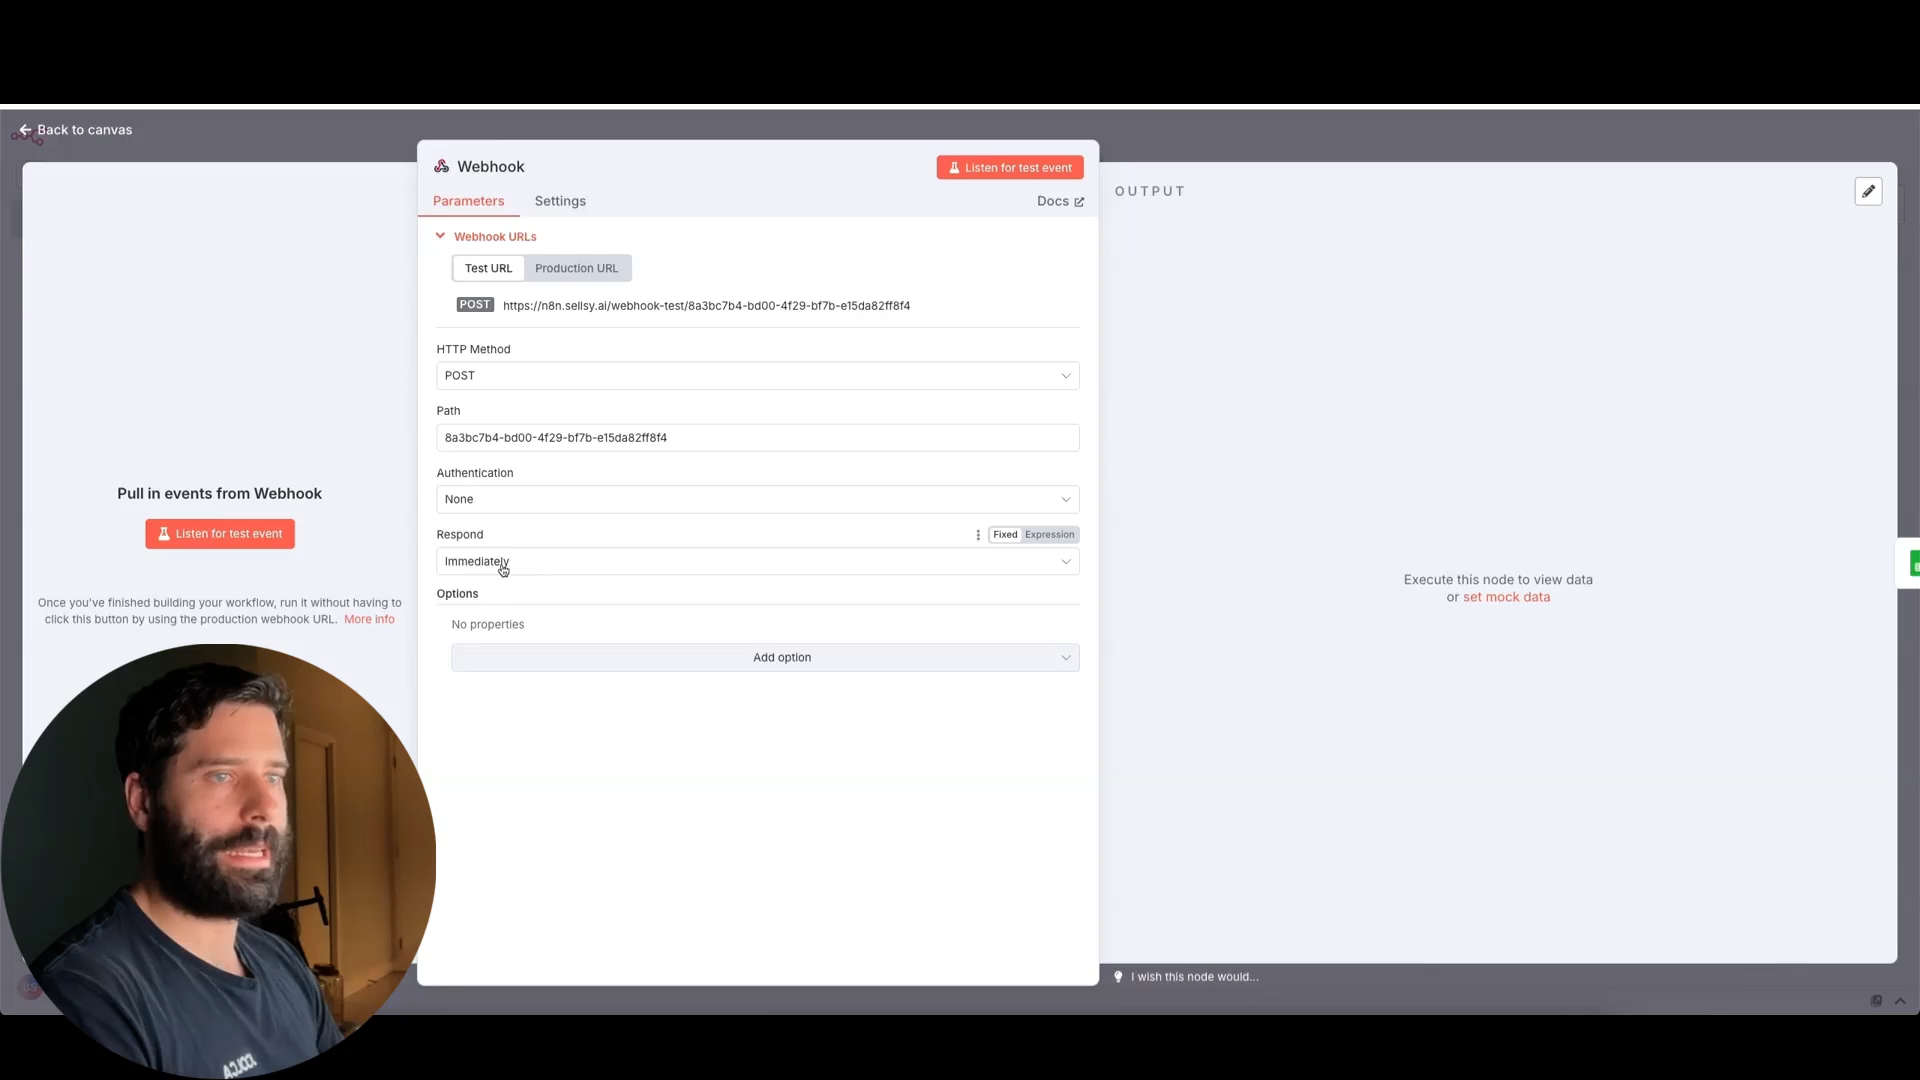 Back to canvas
Webhook
Listen for test event
Parameters
Settings
Docs
OUTPUT
Webhook URLs
Test URL
Production URL
POST
https://n8n.sellsy.ai/webhook-test/8a3bc7b4-bd00-4f29-bf7b-e15da82ff8f4
HTTP Method
POST
Path
8a3bc7b4-bd00-4f29-bf7b-e15da82ff8f4
Authentication
None
Pull in events from Webhook
Listen for test event
Respond
Fixed
Expression
Immediately
Execute this node to view data
or set mock data
Options
Once you've finished building your workflow, run it without having to
click this button by using the production webhook URL. More info
No properties
Add option
I wish this node would...